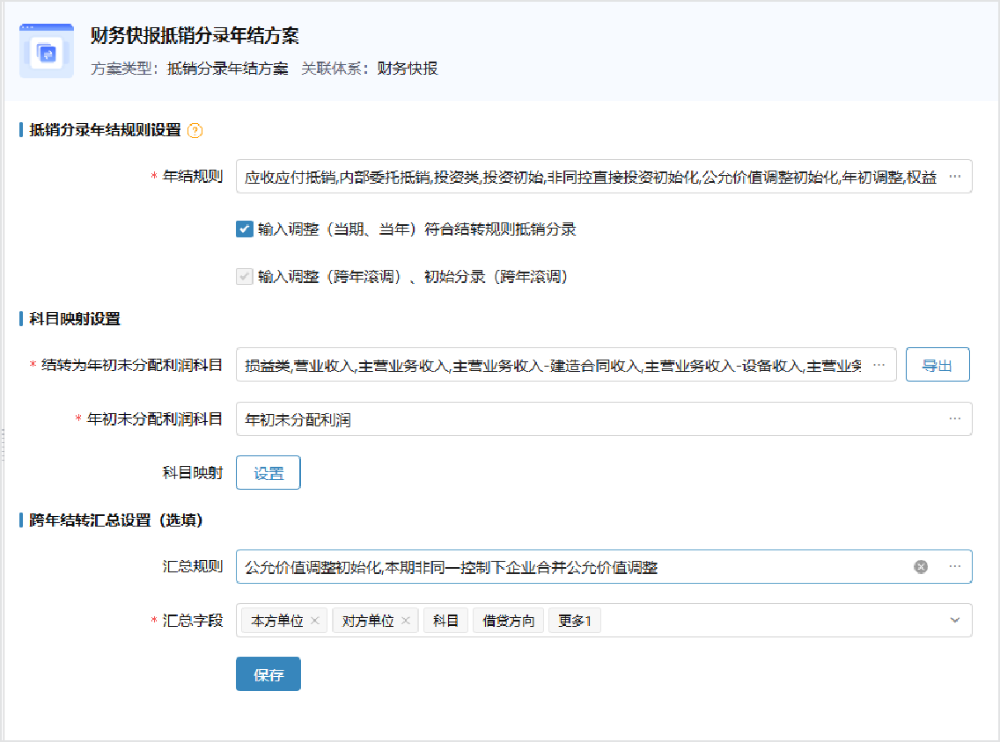 财务快报抵销分录年结方案
方案类型：抵销分录年结方案 关联体系：财务快报
抵销分录年结规则设置 ?
* 年结规则 应收应付抵销,内部委托抵销,投资类,投资初始,非同控直接投资初始化,公允价值调整初始化,年初调整,权益 ...
输入调整（当期、当年）符合结转规则抵销分录
输入调整（跨年滚调）、初始分录（跨年滚调）
科目映射设置
* 结转为年初未分配利润科目 损益类,营业收入,主营业务收入,主营业务收入-建造合同收入,主营业务收入-设备收入,主营业务 ... 导出
* 年初未分配利润科目 年初未分配利润 ...
科目映射 设置
跨年结转汇总设置（选填）
汇总规则 公允价值调整初始化,本期非同一控制下企业合并公允价值调整 ...
* 汇总字段 本方单位 对方单位 科目 借贷方向 更多1
保存